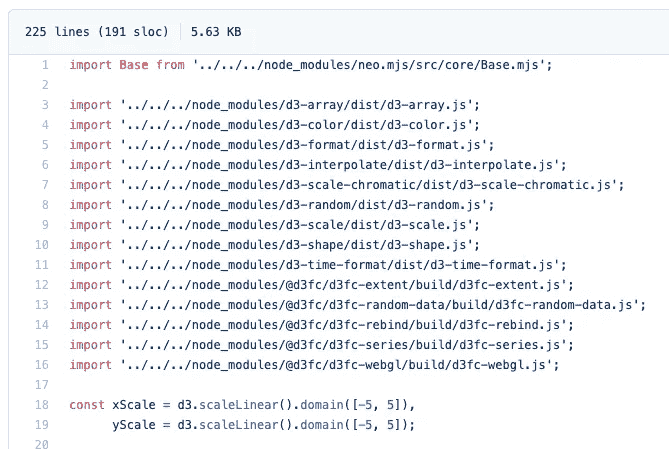 225 lines (191 sloc) 5.63 KB
1 import Base from '../../../node_modules/neo.mjs/src/core/Base.mjs';
2
3 import '../../../node_modules/d3-array/dist/d3-array.js';
4 import '../../../node_modules/d3-color/dist/d3-color.js';
5 import '../../../node_modules/d3-format/dist/d3-format.js';
6 import '../../../node_modules/d3-interpolate/dist/d3-interpolate.js';
7 import '../../../node_modules/d3-scale-chromatic/dist/d3-scale-chromatic.js';
8 import '../../../node_modules/d3-random/dist/d3-random.js';
9 import '../../../node_modules/d3-scale/dist/d3-scale.js';
10 import '../../../node_modules/d3-shape/dist/d3-shape.js';
11 import '../../../node_modules/d3-time-format/dist/d3-time-format.js';
12 import '../../../node_modules/@d3fc/d3fc-extent/build/d3fc-extent.js';
13 import '../../../node_modules/@d3fc/d3fc-random-data/build/d3fc-random-data.js';
14 import '../../../node_modules/@d3fc/d3fc-rebind/build/d3fc-rebind.js';
15 import '../../../node_modules/@d3fc/d3fc-series/build/d3fc-series.js';
16 import '../../../node_modules/@d3fc/d3fc-webgl/build/d3fc-webgl.js';
17
18 const xScale = d3.scaleLinear().domain([-5, 5]),
19 yScale = d3.scaleLinear().domain([-5, 5]);
20